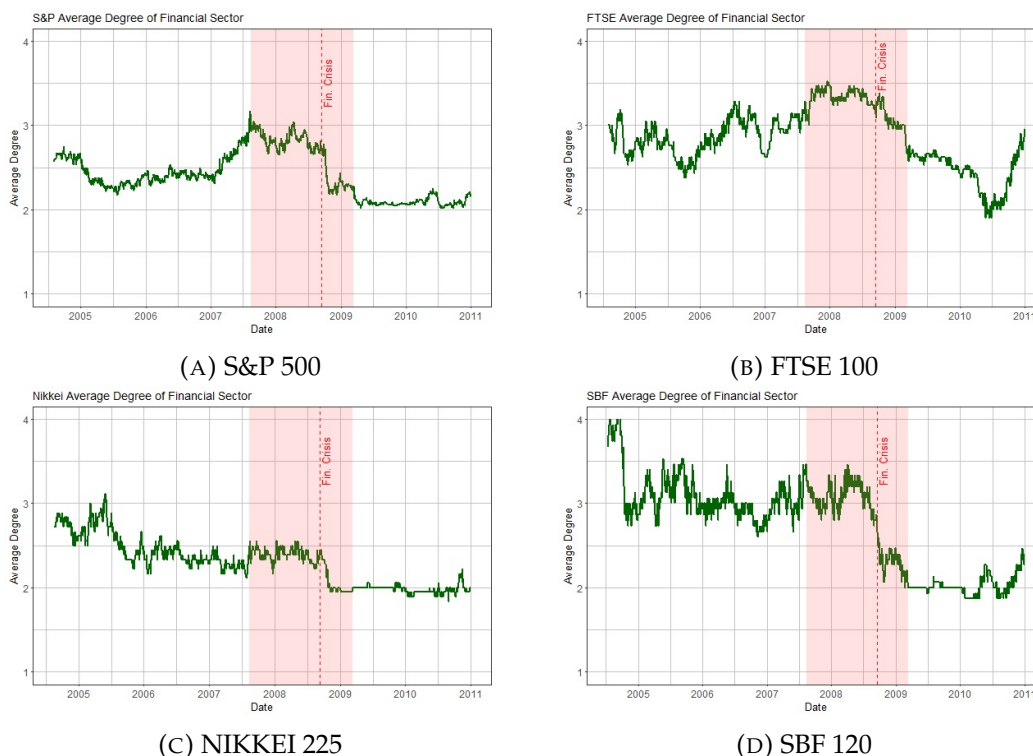 S&P Average Degree of Financial Sector
4
3
2
1
Average Degree
Fin. Crisis
2005 2006 2007 2008 2009 2010 2011
Date
(A) S&P 500
FTSE Average Degree of Financial Sector
4
3
2
1
Average Degree
Fin. Crisis
2005 2006 2007 2008 2009 2010 2011
Date
(B) FTSE 100
Nikkei Average Degree of Financial Sector
4
3
2
1
Average Degree
Fin. Crisis
2005 2006 2007 2008 2009 2010 2011
Date
(C) NIKKEI 225
SBF Average Degree of Financial Sector
4
3
2
1
Average Degree
Fin. Crisis
2005 2006 2007 2008 2009 2010 2011
Date
(D) SBF 120